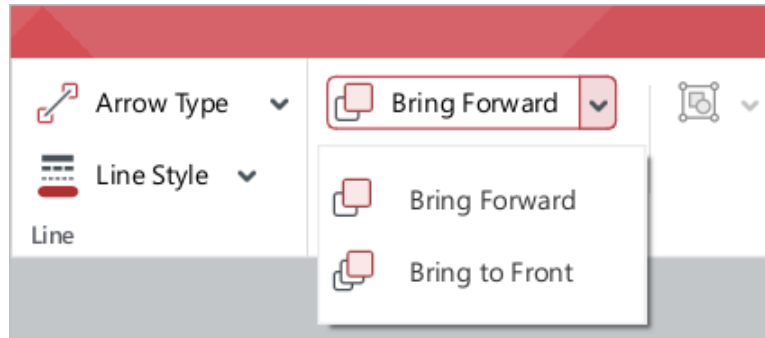 Arrow Type
Bring Forward
Line Style
Line
Bring Forward
Bring to Front